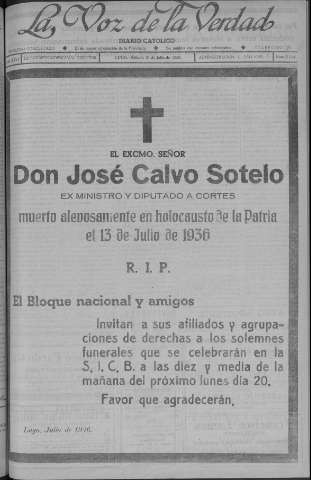 La Voz de la Verdad
DIARIO CATOLICO
EL EXCMO. SEÑOR
Don José Calvo Sotelo
EX MINISTRO Y DIPUTADO A CORTES
muerto alevosamente en holocausto de la Patria
el 13 de Julio de 1936
R. I. P.
El Bloque nacional y amigos
Invitan a sus afiliados y agrupa-
ciones de derechas a los solemnes
funerales que se celebrarán en la
S. I. C. B. a las diez y media de la
mañana del próximo lunes día 20.
Favor que agradecerán.
Lugo, Julio de 1936.